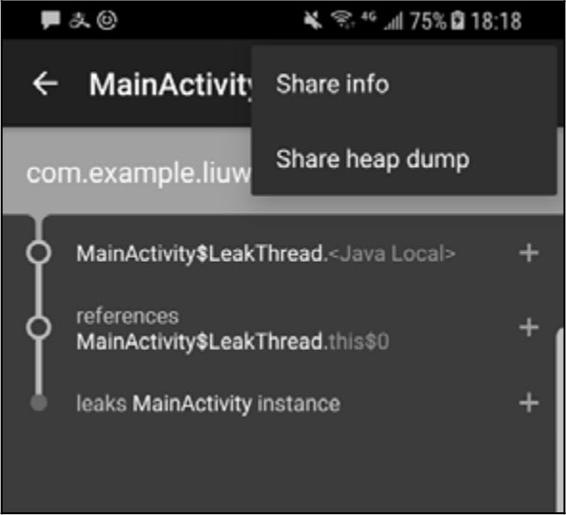 4G 75% 18:18
MainActivity
Share info
Share heap dump
com.example.liuw
MainActivity$LeakThread.<Java Local> +
references
MainActivity$LeakThread.this$0 +
leaks MainActivity instance +